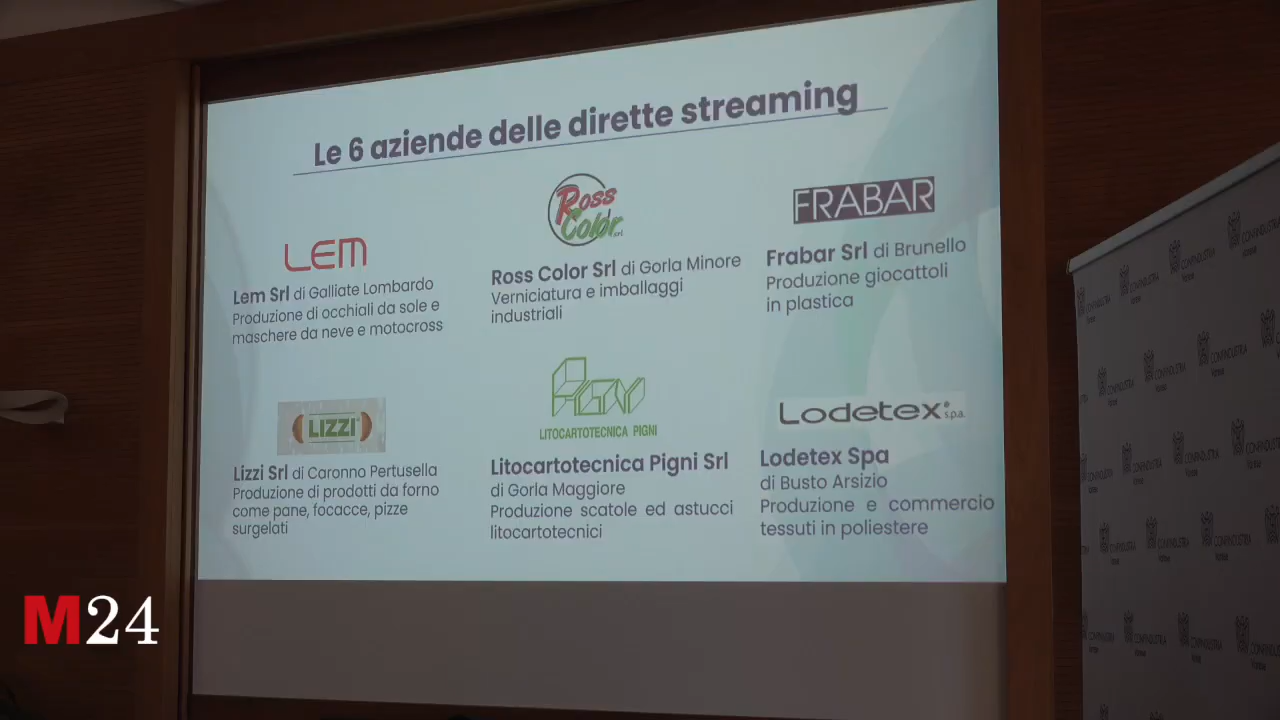 Le 6 aziende delle dirette streaming
LEM
Lem Srl di Galliate Lombardo
Produzione di occhiali da sole e
maschere da neve e motocross
Ross
Color srl
Ross Color Srl di Gorla Minore
Verniciatura e imballaggi
industriali
FRABAR
Frabar Srl di Brunello
Produzione giocattoli
in plastica
LIZZI
Lizzi Srl di Caronno Pertusella
Produzione di prodotti da forno
come pane, focacce, pizze
surgelati
LITOCARTOTECNICA PIGNI
Litocartotecnica Pigni Srl
di Gorla Maggiore
Produzione scatole ed astucci
litocartotecnici
Lodetex s.p.a.
Lodetex Spa
di Busto Arsizio
Produzione e commercio
tessuti in poliestere
CONFINDUSTRIA
Varese
M24